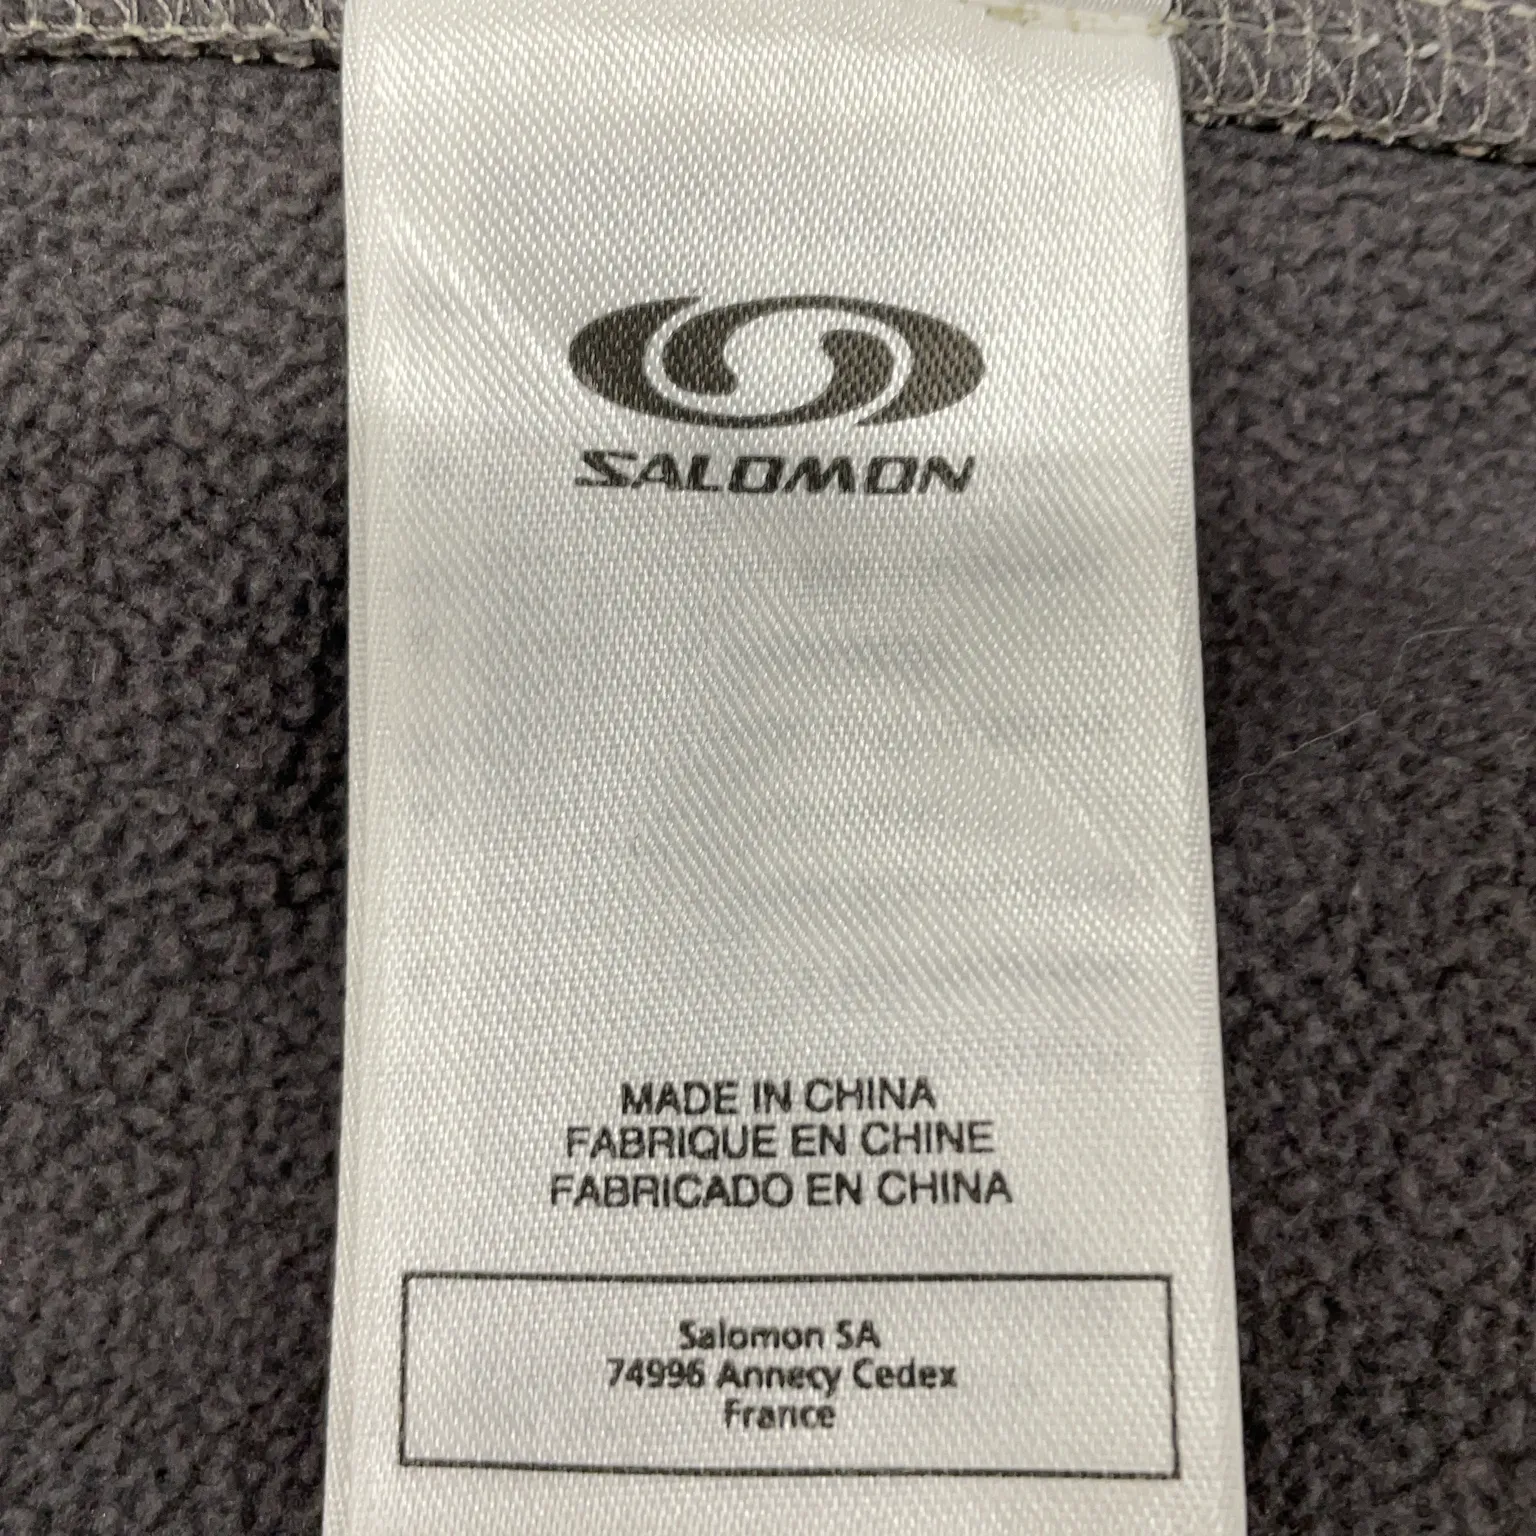 SALOMON
MADE IN CHINA
FABRIQUE EN CHINE
FABRICADO EN CHINA
Salomon SA
74996 Annecy Cedex
France